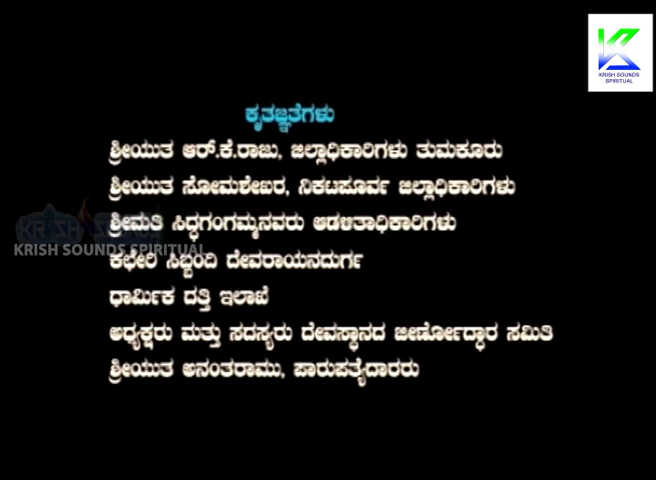 KRISH SOUNDS
SPIRITUAL
ಕೃತಜ್ಞತೆಗಳು
ಶ್ರೀಯುತ ಆರ್.ಕೆ.ರಾಜು, ಜಿಲ್ಲಾಧಿಕಾರಿಗಳು ತುಮಕೂರು
ಶ್ರೀಯುತ ಸೋಮಶೇಖರ, ನಿಕಟಪೂರ್ವ ಜಿಲ್ಲಾಧಿಕಾರಿಗಳು
ಶ್ರೀಮತಿ ಸಿದ್ಧಗಂಗಮ್ಮನವರು ಆಡಳಿತಾಧಿಕಾರಿಗಳು
KRISH SOUNDS SPIRITUAL
ಕಛೇರಿ ಸಿಬ್ಬಂದಿ ದೇವರಾಯನದುರ್ಗ
ಧಾರ್ಮಿಕ ದತ್ತಿ ಇಲಾಖೆ
ಅಧ್ಯಕ್ಷರು ಮತ್ತು ಸದಸ್ಯರು ದೇವಸ್ಥಾನದ ಜೀರ್ಣೋದ್ಧಾರ ಸಮಿತಿ
ಶ್ರೀಯುತ ಅನಂತರಾಮು, ಪಾರುಪತ್ಯೆದಾರರು